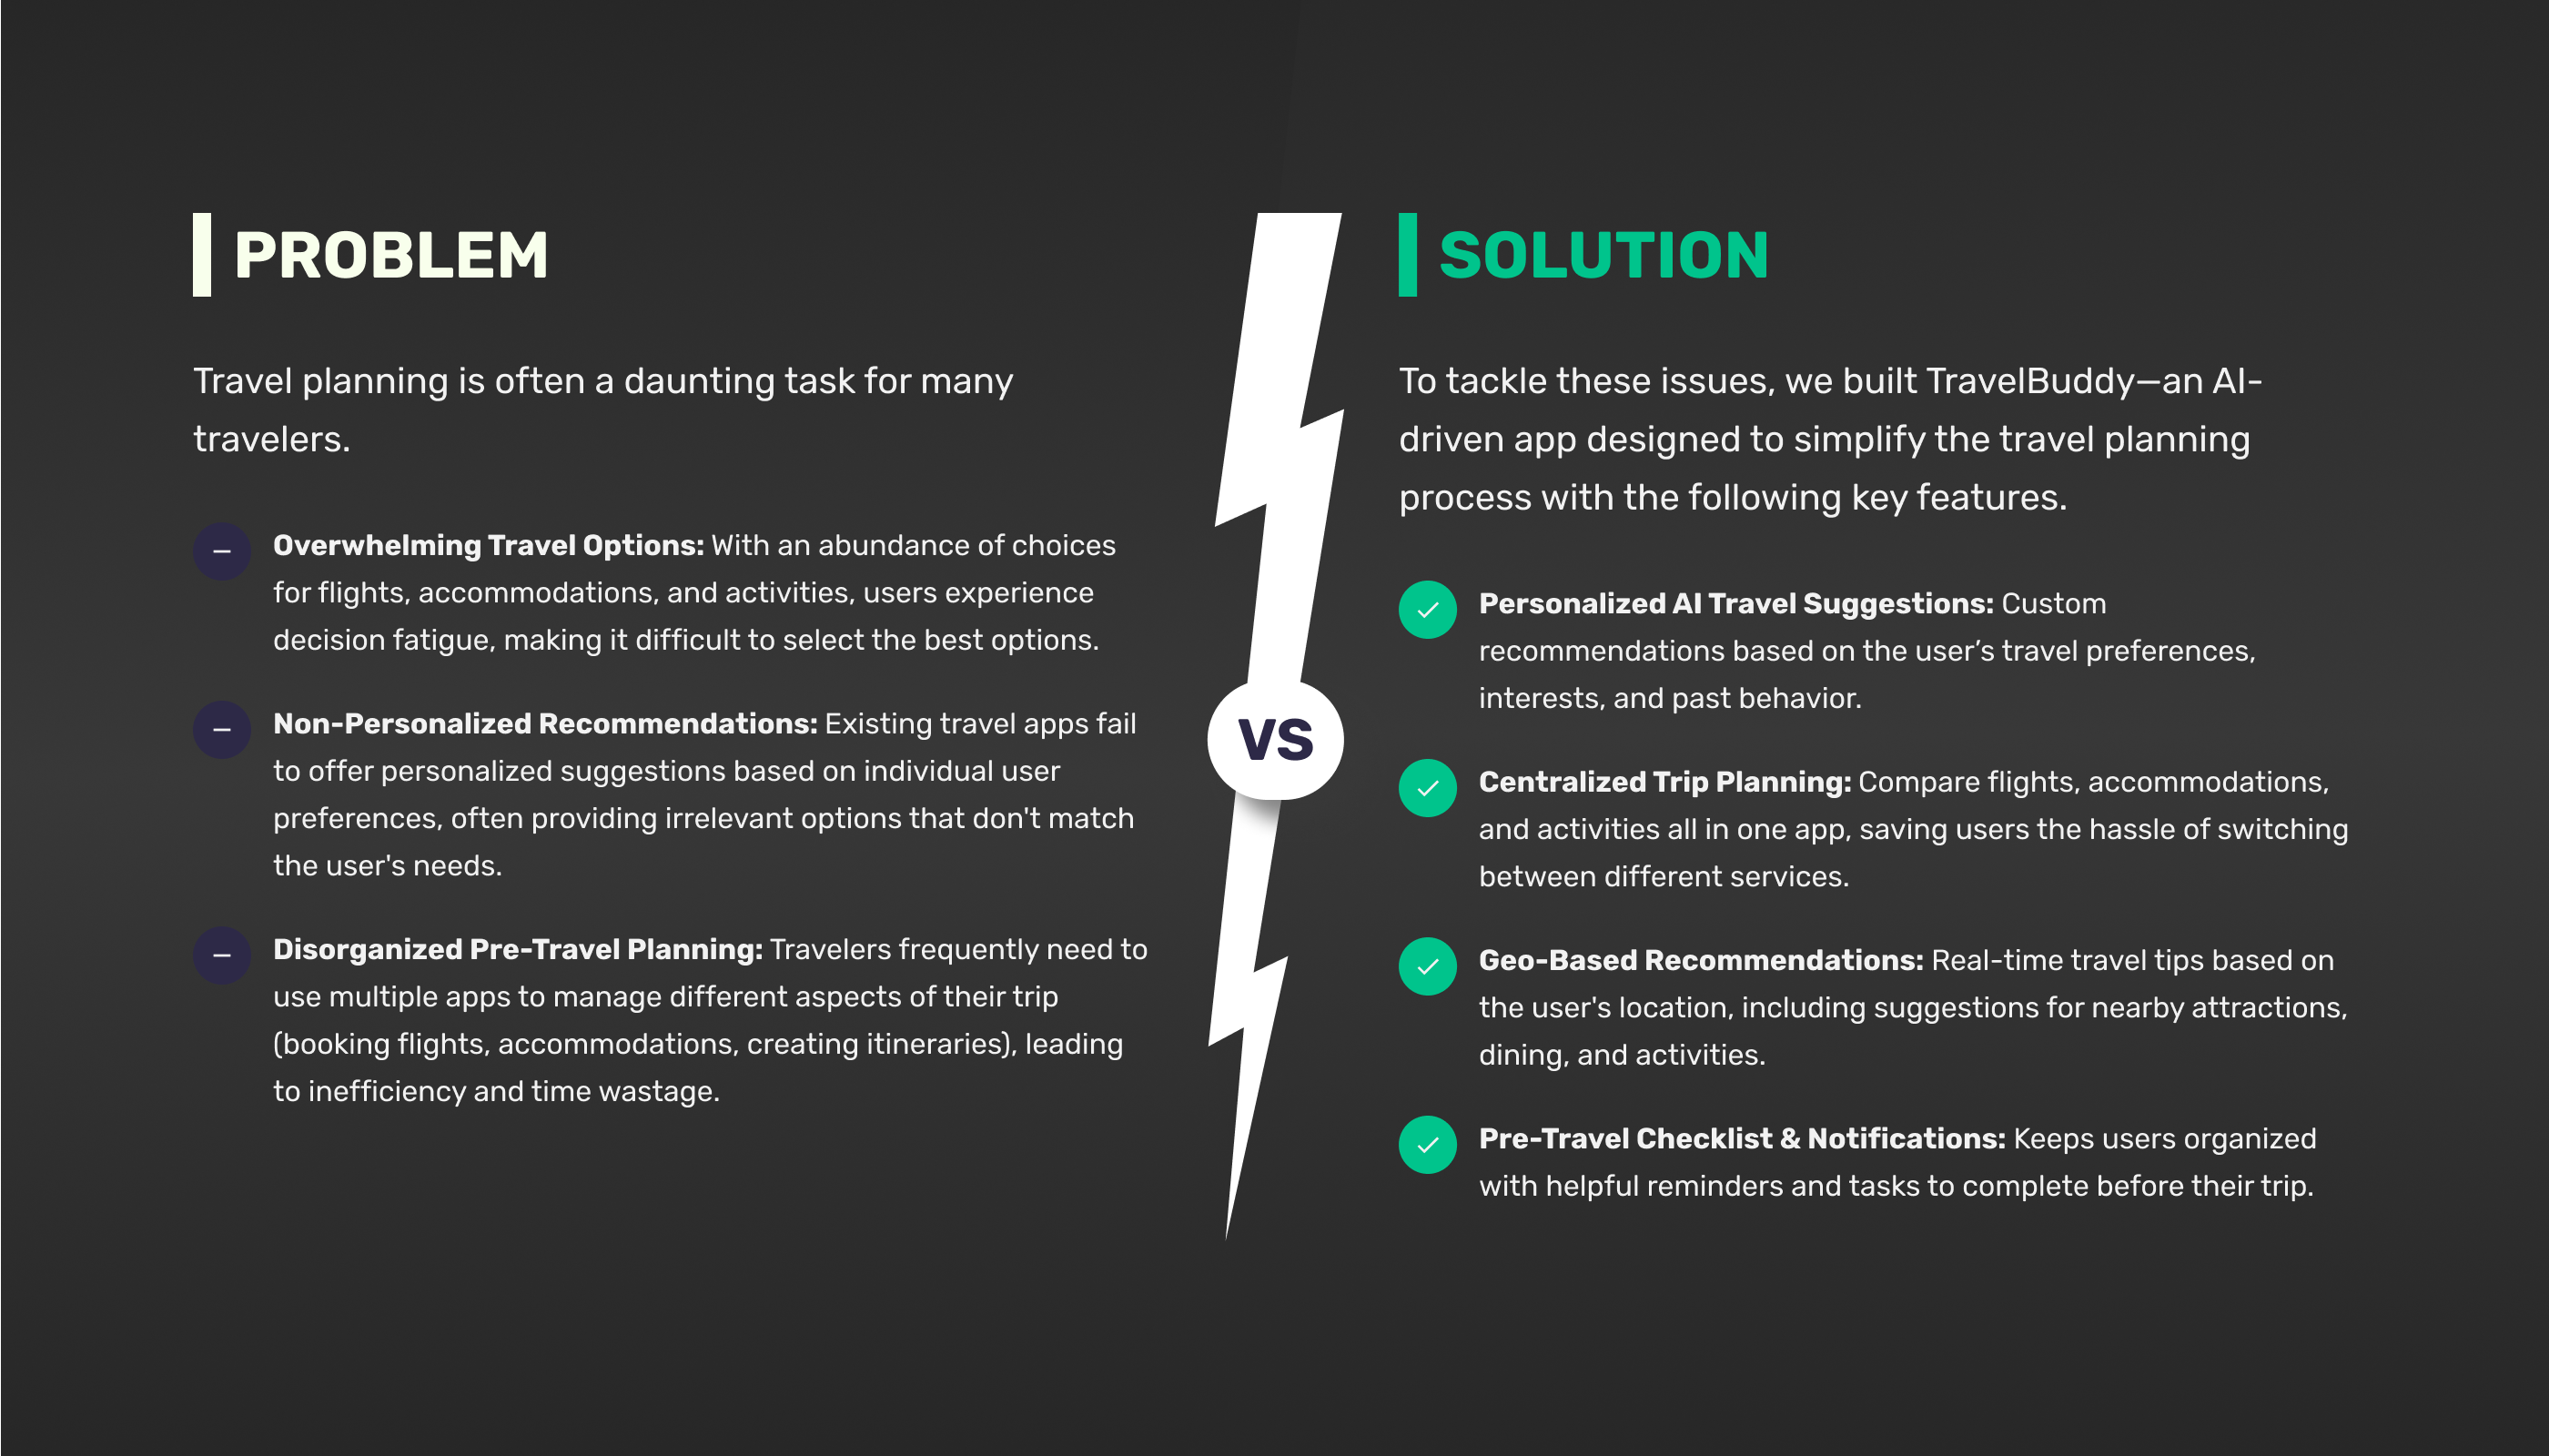 PROBLEM
Travel planning is often a daunting task for many
travelers.
Overwhelming Travel Options: With an abundance of choices
for flights, accommodations, and activities, users experience
decision fatigue, making it difficult to select the best options.
Non-Personalized Recommendations: Existing travel apps fail
to offer personalized suggestions based on individual user
preferences, often providing irrelevant options that don't match
the user's needs.
Disorganized Pre-Travel Planning: Travelers frequently need to
use multiple apps to manage different aspects of their trip
(booking flights, accommodations, creating itineraries), leading
to inefficiency and time wastage.
VS
SOLUTION
To tackle these issues, we built TravelBuddy—an AI-
driven app designed to simplify the travel planning
process with the following key features.
Personalized AI Travel Suggestions: Custom
recommendations based on the user’s travel preferences,
interests, and past behavior.
Centralized Trip Planning: Compare flights, accommodations,
and activities all in one app, saving users the hassle of switching
between different services.
Geo-Based Recommendations: Real-time travel tips based on
the user's location, including suggestions for nearby attractions,
dining, and activities.
Pre-Travel Checklist & Notifications: Keeps users organized
with helpful reminders and tasks to complete before their trip.